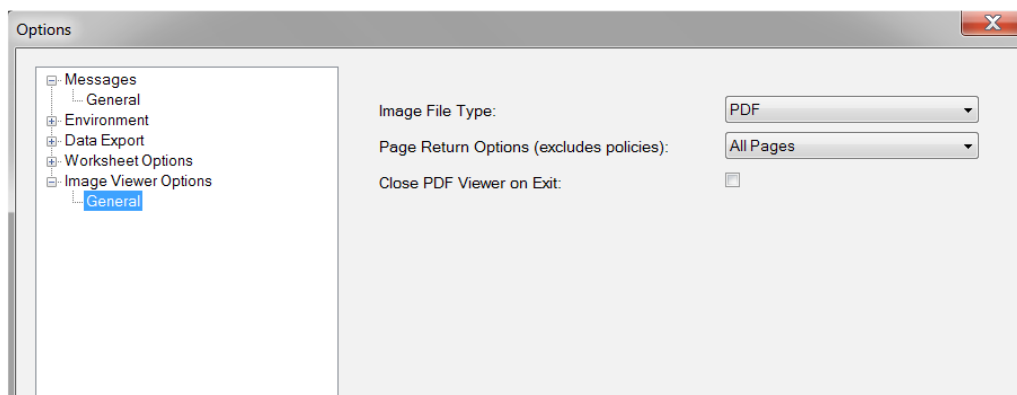 Options
Messages
General
Environment
Data Export
Worksheet Options
Image Viewer Options
General
Image File Type:
PDF
Page Return Options (excludes policies):
All Pages
Close PDF Viewer on Exit: